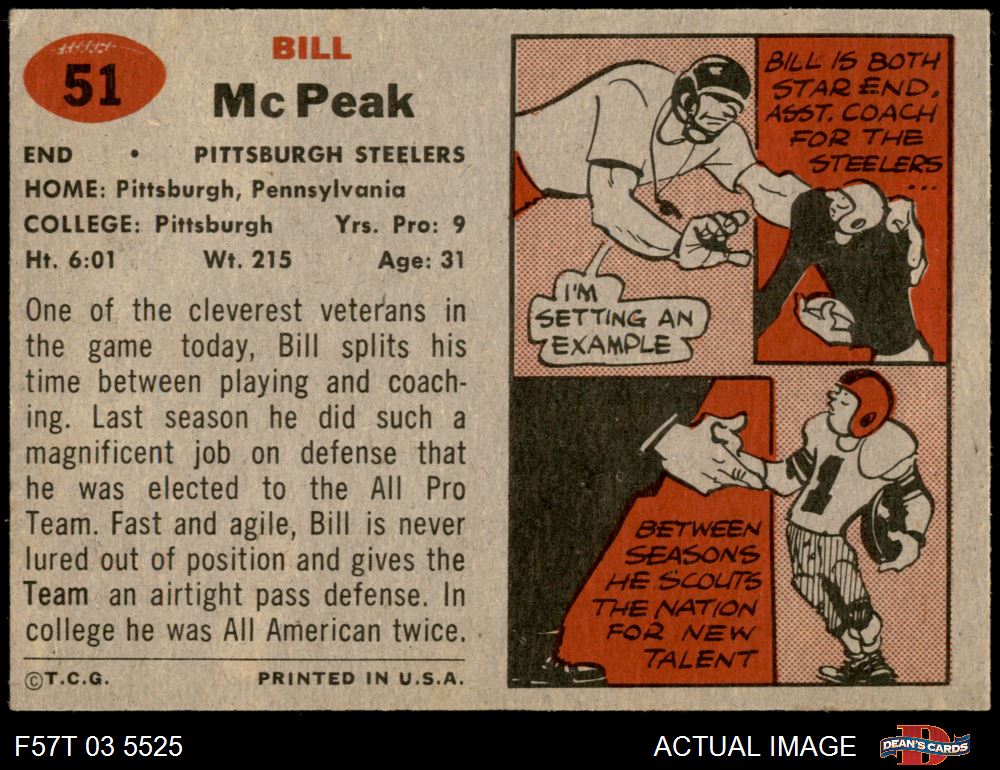 51
BILL
McPeak
END • PITTSBURGH STEELERS
HOME: Pittsburgh, Pennsylvania
COLLEGE: Pittsburgh Yrs. Pro: 9
Ht. 6:01 Wt. 215 Age: 31
One of the cleverest veterans in
the game today, Bill splits his
time between playing and coach-
ing. Last season he did such a
magnificent job on defense that
he was elected to the All Pro
Team. Fast and agile, Bill is never
lured out of position and gives the
Team an airtight pass defense. In
college he was All American twice.
©T.C.G. PRINTED IN U.S.A.
BILL IS BOTH
STAR END,
ASST. COACH
FOR THE
STEELERS
...
I'M
SETTING AN
EXAMPLE
BETWEEN
SEASONS
HE SCOUTS
THE NATION
FOR NEW
TALENT
1
F57T 03 5525
ACTUAL IMAGE
DEAN'S CARDS